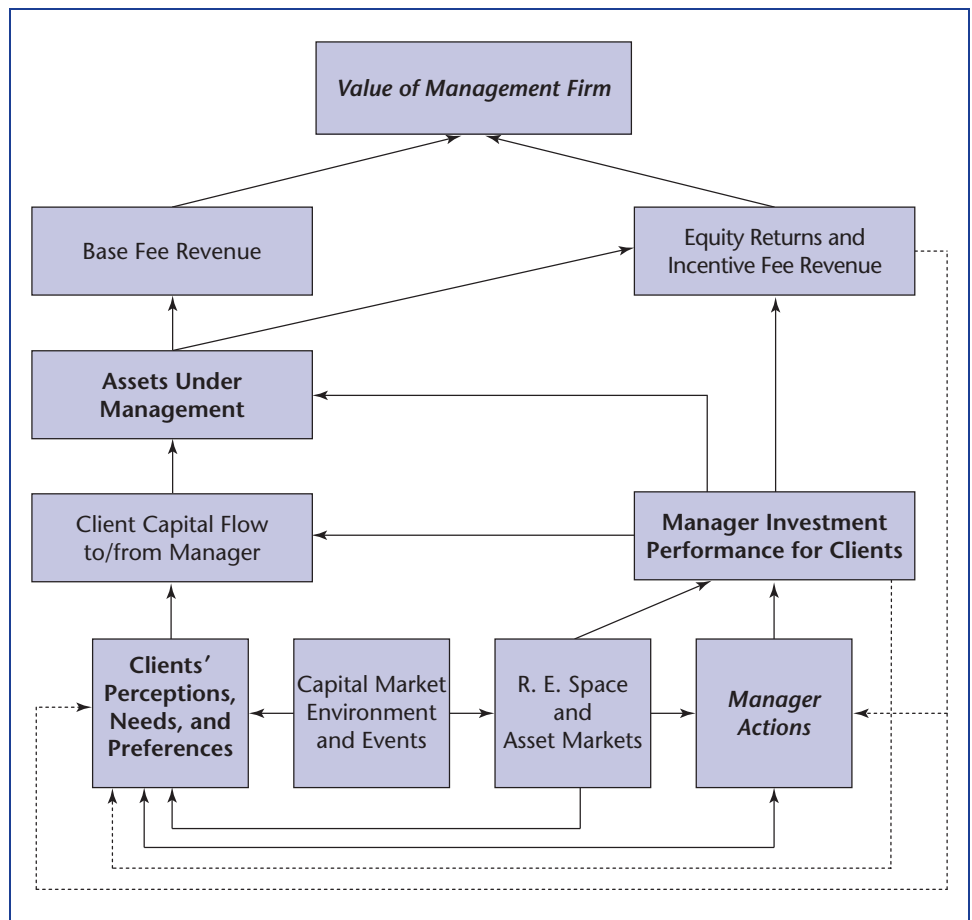 Value of Management Firm
Base Fee Revenue
Equity Returns and
Incentive Fee Revenue
Assets Under
Management
Client Capital Flow
to/from Manager
Manager Investment
Performance for Clients
Clients’
Perceptions,
Needs, and
Preferences
Capital Market
Environment
and Events
R. E. Space
and
Asset Markets
Manager
Actions